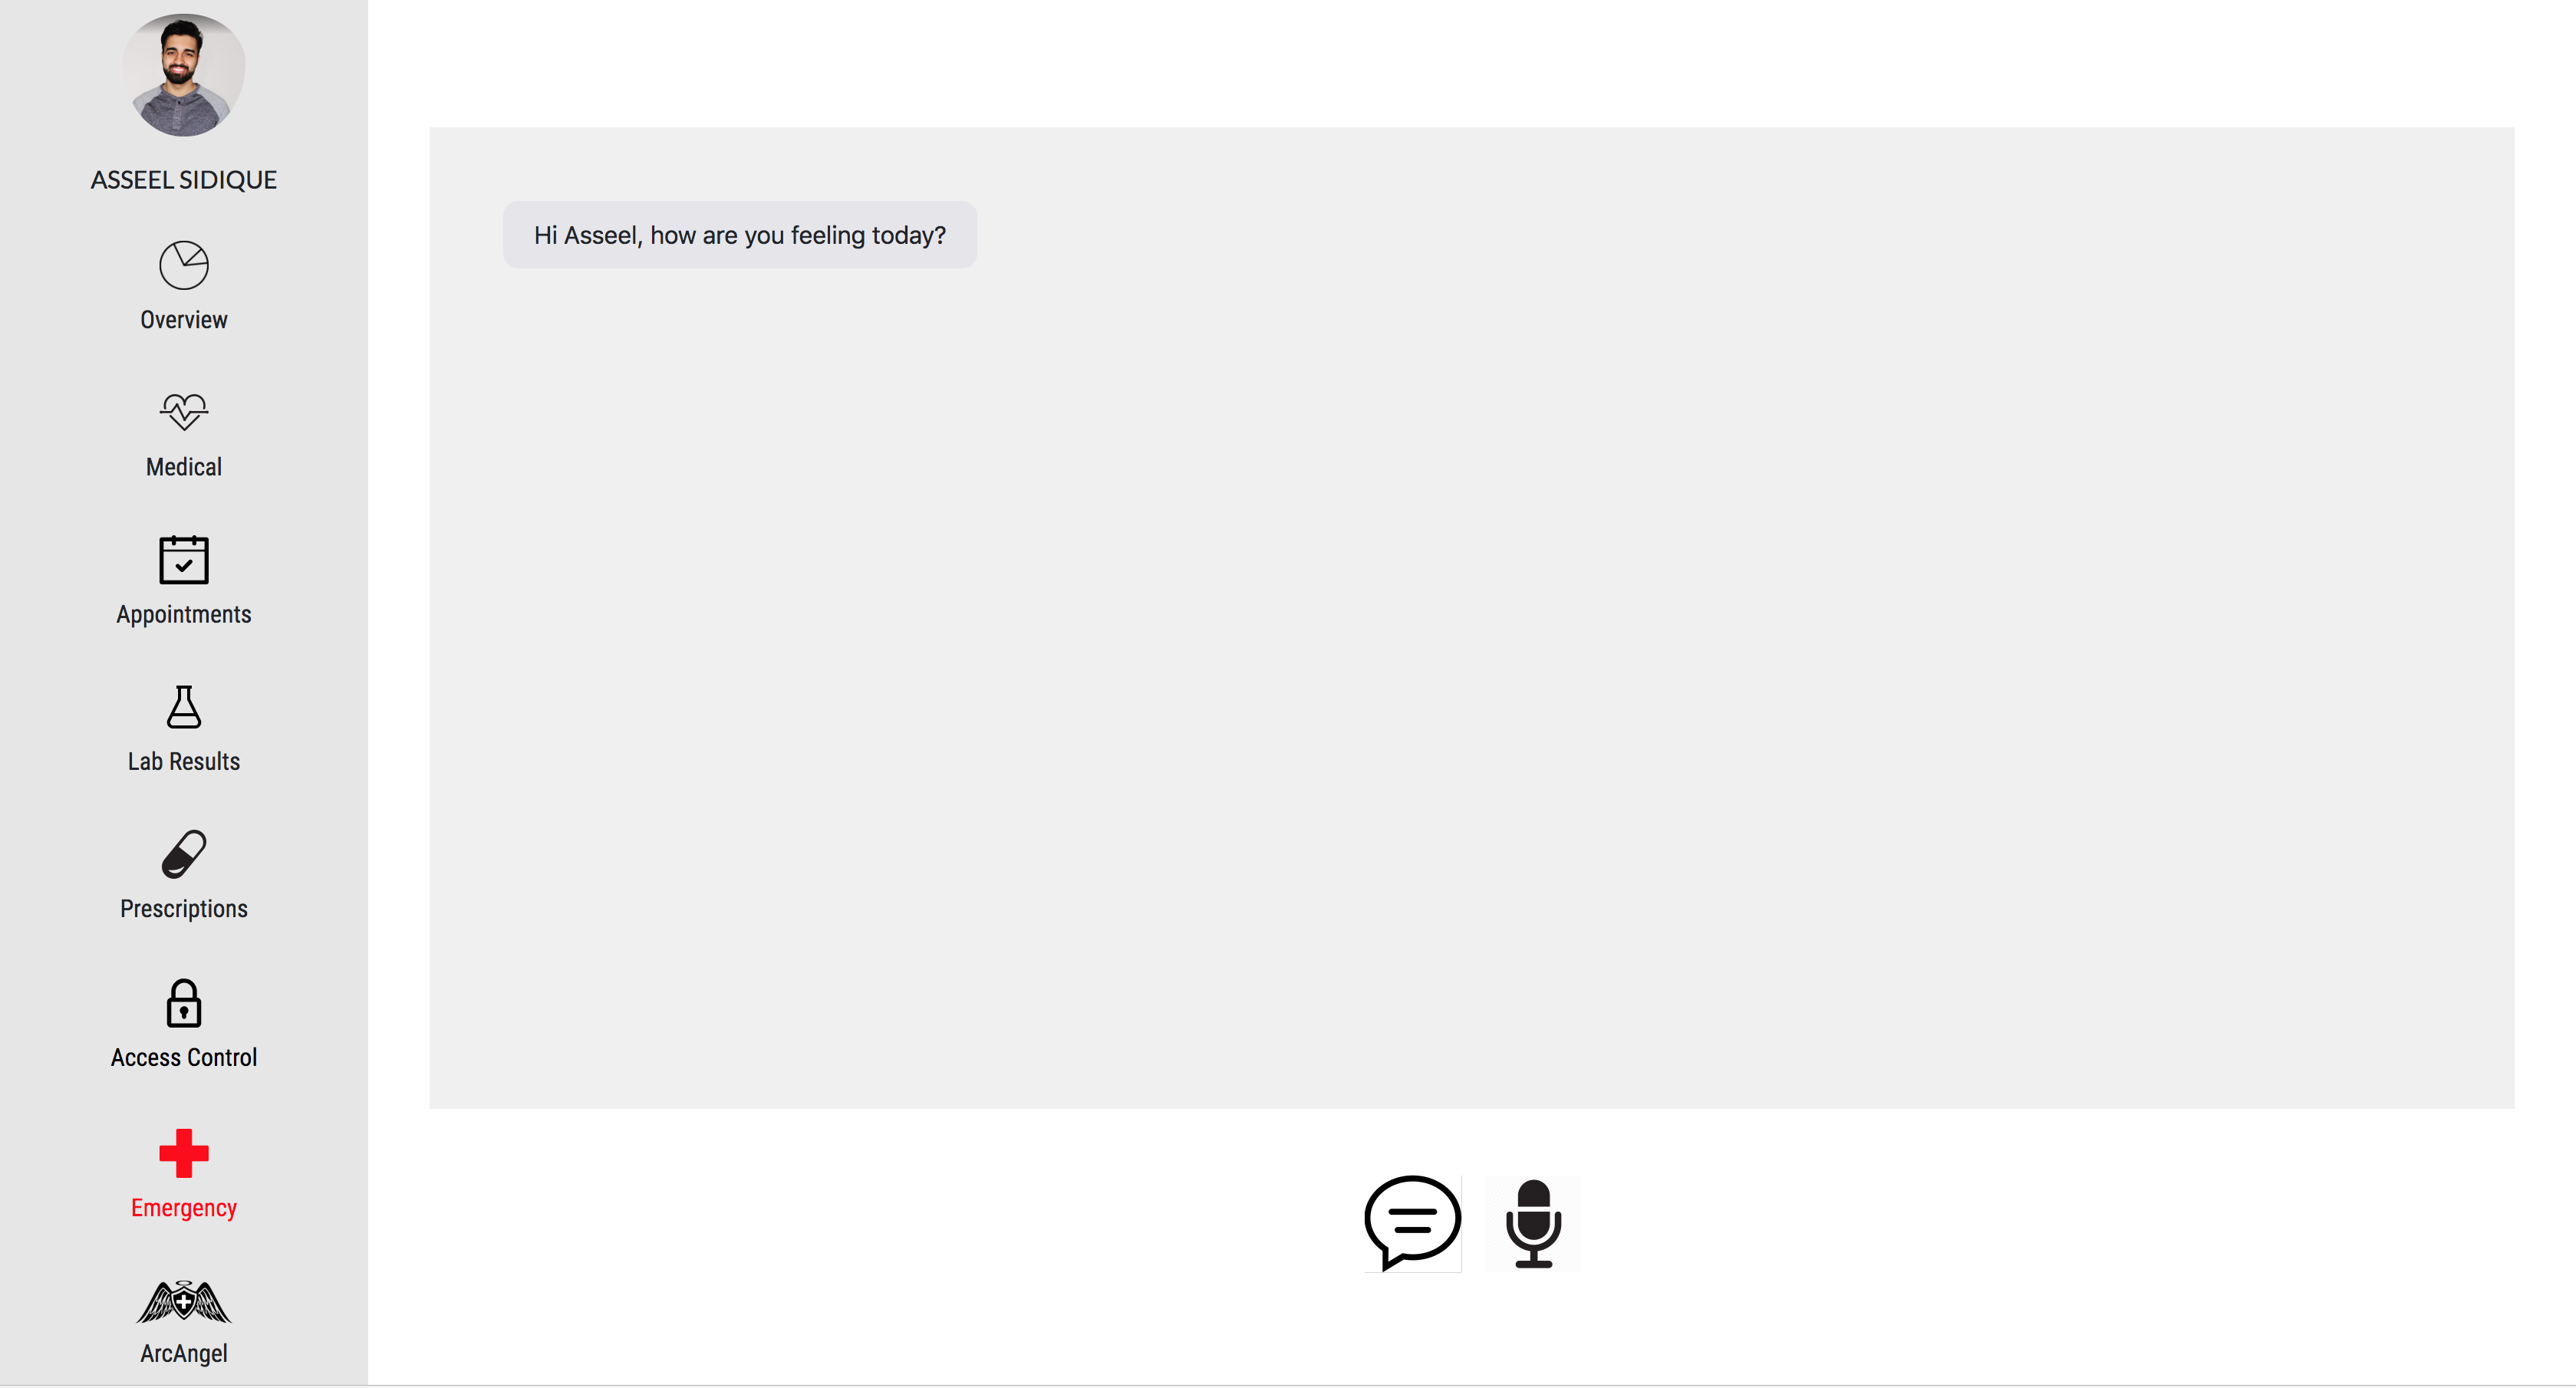 ASSEEL SIDIQUE
Overview
Medical
Appointments
Lab Results
Prescriptions
Access Control
Emergency
ArcAngel
Hi Asseel, how are you feeling today?